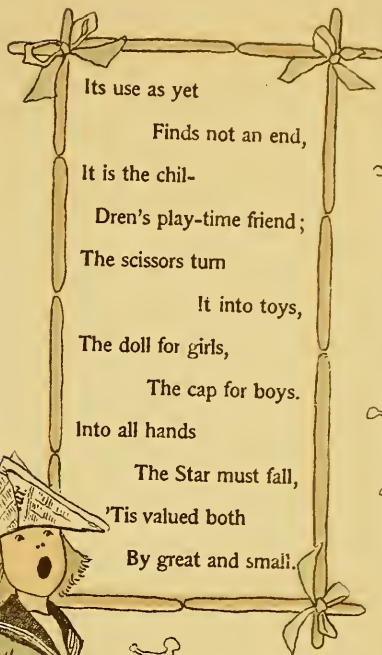 Its use as yet
Finds not an end,
It is the chil-
Dren's play-time friend;
The scissors turn
It into toys,
The doll for girls,
The cap for boys.
Into all hands
The Star must fall,
'Tis valued both
By great and small.